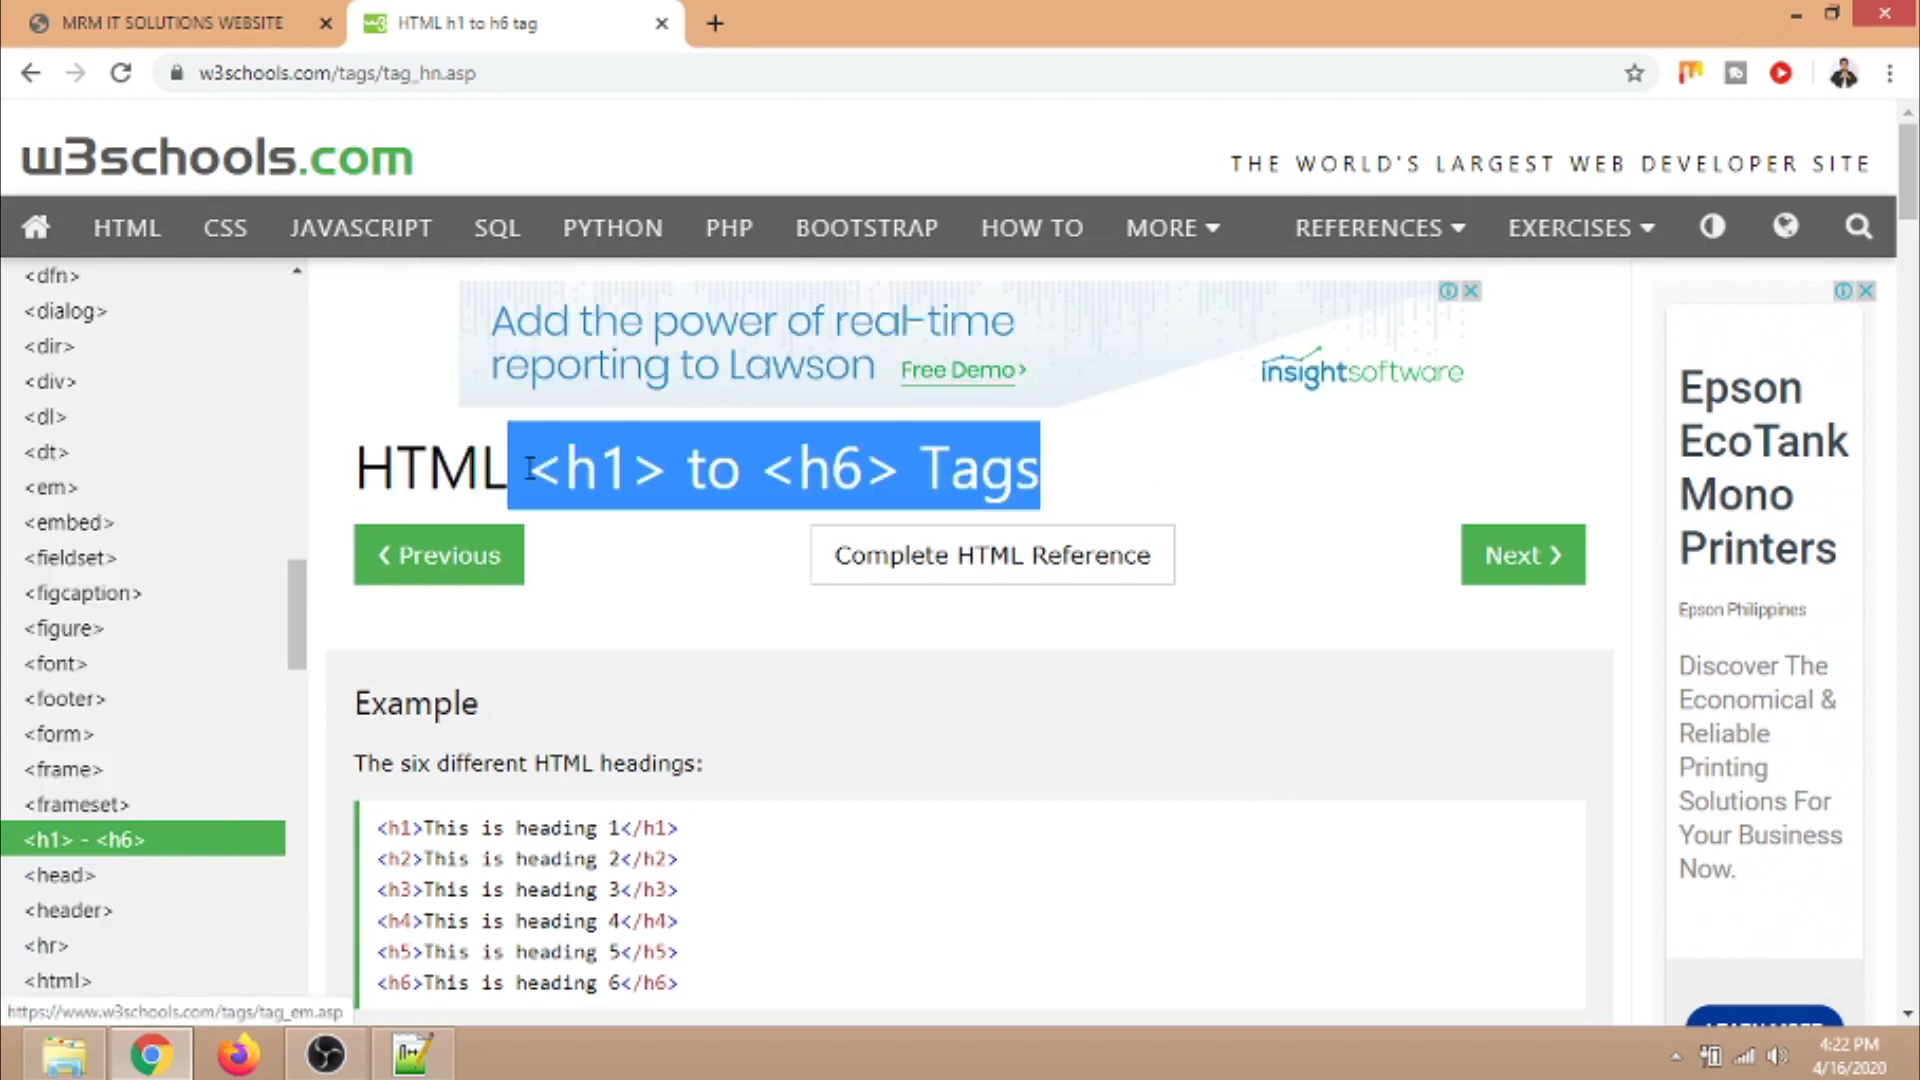 MRM IT SOLUTIONS WEBSITE
HTML h1 to h6 tag
w3schools.com/tags/tag_hn.asp
w3schools.com
THE WORLD'S LARGEST WEB DEVELOPER SITE
HTML CSS JAVASCRIPT SQL PYTHON PHP BOOTSTRAP HOW TO MORE REFERENCES EXERCISES
<dfn>
<dialog>
<dir>
<div>
<dl>
<dt>
<em>
<embed>
<fieldset>
<figcaption>
<figure>
<font>
<footer>
<form>
<frame>
<frameset>
<h1> - <h6>
<head>
<header>
<hr>
<html>
https://www.w3schools.com/tags/tag_em.asp
Add the power of real-time
reporting to Lawson Free Demo>
insightsoftware
HTML <h1> to <h6> Tags
❮ Previous
Complete HTML Reference
Next ❯
Example
The six different HTML headings:
<h1>This is heading 1</h1>
<h2>This is heading 2</h2>
<h3>This is heading 3</h3>
<h4>This is heading 4</h4>
<h5>This is heading 5</h5>
<h6>This is heading 6</h6>
Epson
EcoTank
Mono
Printers
Epson Philippines
Discover The
Economical &
Reliable
Printing
Solutions For
Your Business
Now.
4:22 PM
4/16/2020